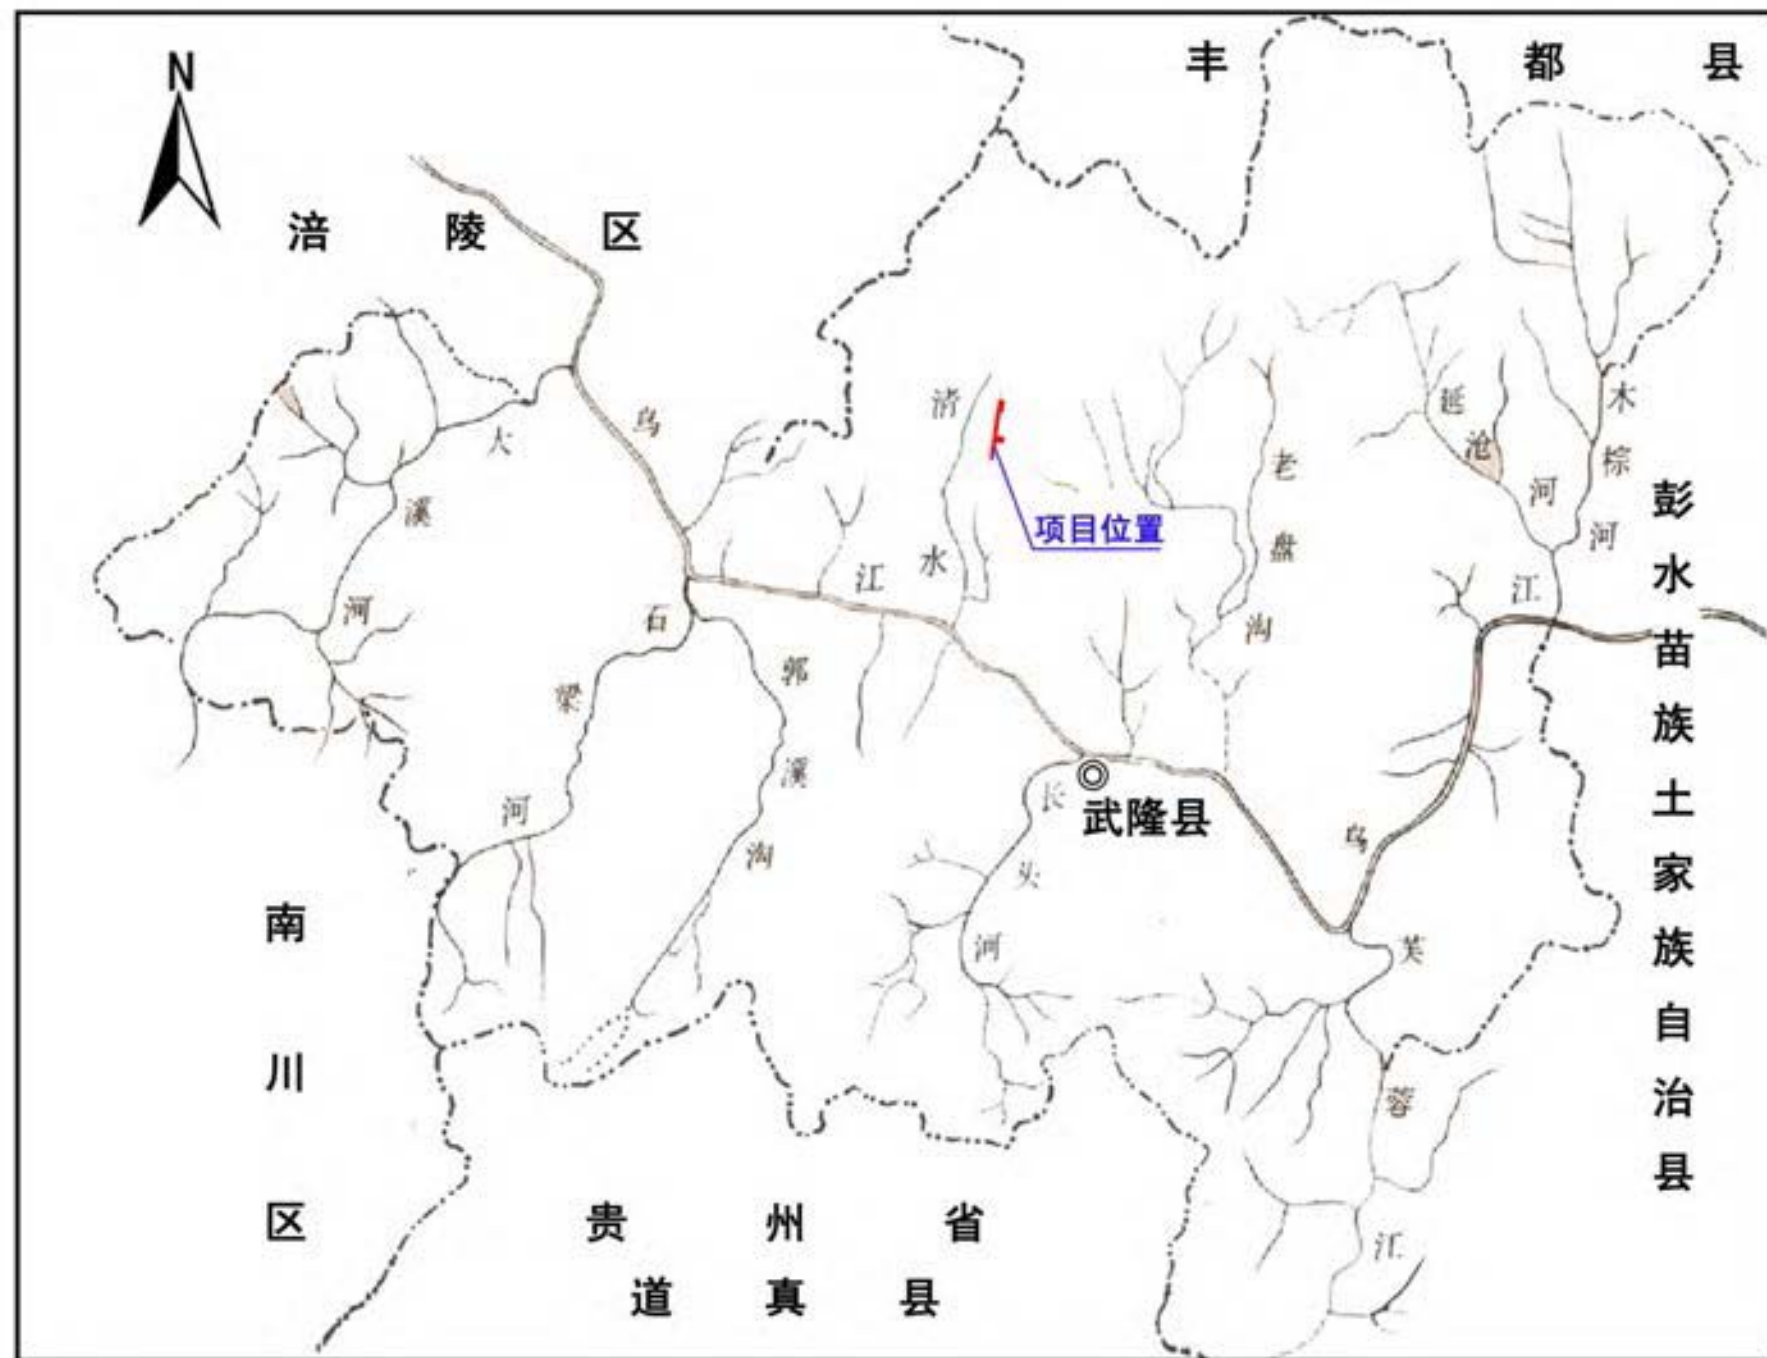 N
丰都县
涪陵区
乌
江
大溪河
清水
项目位置
老盘沟
延沧河
木棕河
彭水苗族土家族自治县
江
石梁河
郭溪沟
长头河
武隆县
乌
芙蓉江
南川区
贵州省
道真县